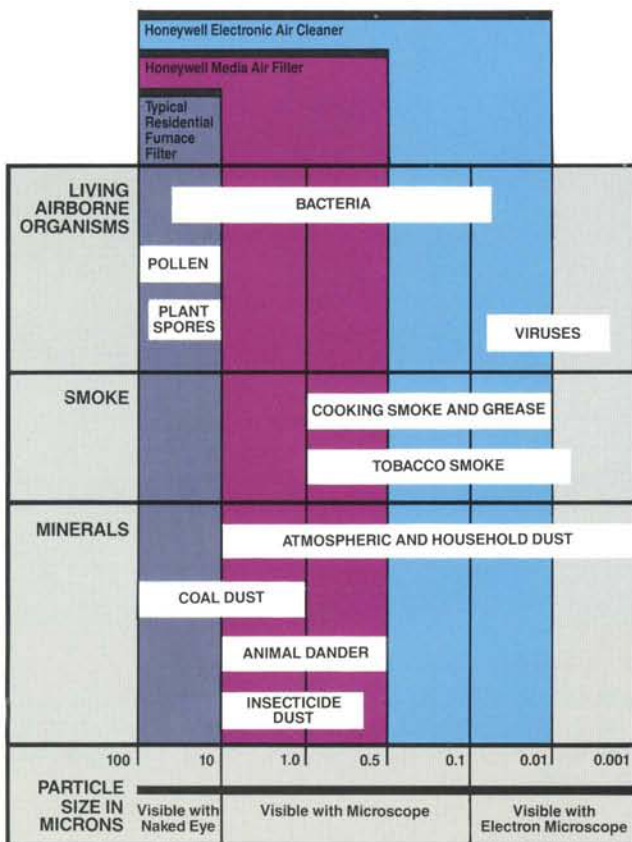 Honeywell Electronic Air Cleaner
Honeywell Media Air Filter
Typical
Residential
Furnace
Filter
LIVING
AIRBORNE
ORGANISMS
BACTERIA
POLLEN
PLANT
SPORES
VIRUSES
SMOKE
COOKING SMOKE AND GREASE
TOBACCO SMOKE
MINERALS
ATMOSPHERIC AND HOUSEHOLD DUST
COAL DUST
ANIMAL DANDER
INSECTICIDE
DUST
100 10 1.0 0.5 0.1 0.01 0.001
PARTICLE
SIZE IN
MICRONS
Visible with
Naked Eye
Visible with Microscope
Visible with
Electron Microscope